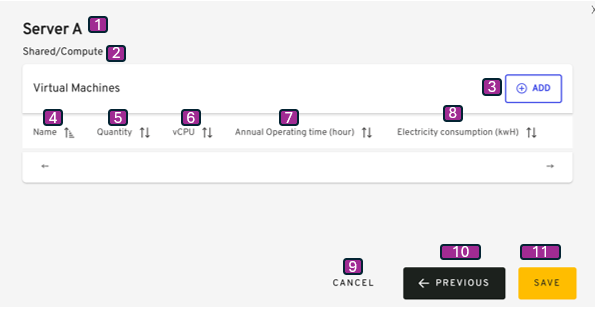 Server A 1
Shared/Compute 2
Virtual Machines 3 ADD
4 5 6 7 8
Name Quantity vCPU Annual Operating time (hour) Electricity consumption (kwH)
← →
9 10 11
CANCEL ← PREVIOUS SAVE